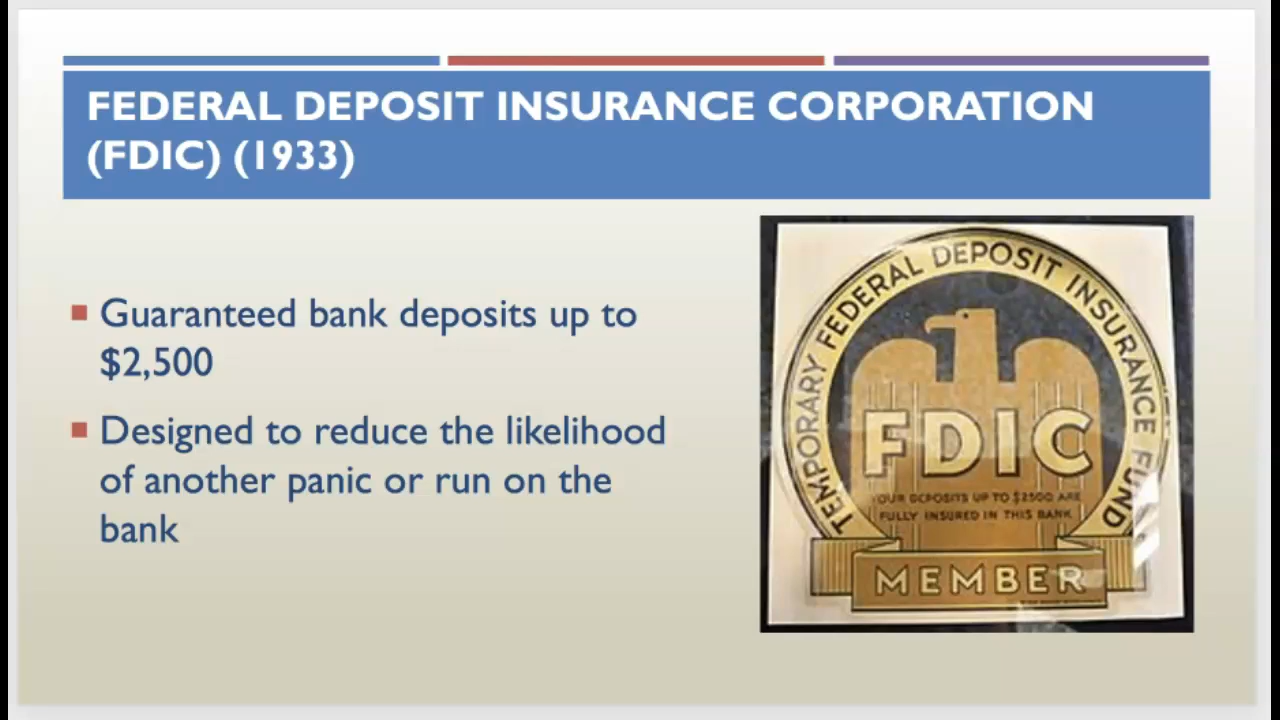 FEDERAL DEPOSIT INSURANCE CORPORATION
(FDIC) (1933)
Guaranteed bank deposits up to
$2,500
Designed to reduce the likelihood
of another panic or run on the
bank
TEMPORARY FEDERAL DEPOSIT INSURANCE FUND
FDIC
YOUR DEPOSITS UP TO $2500 ARE
FULLY INSURED IN THIS BANK
MEMBER